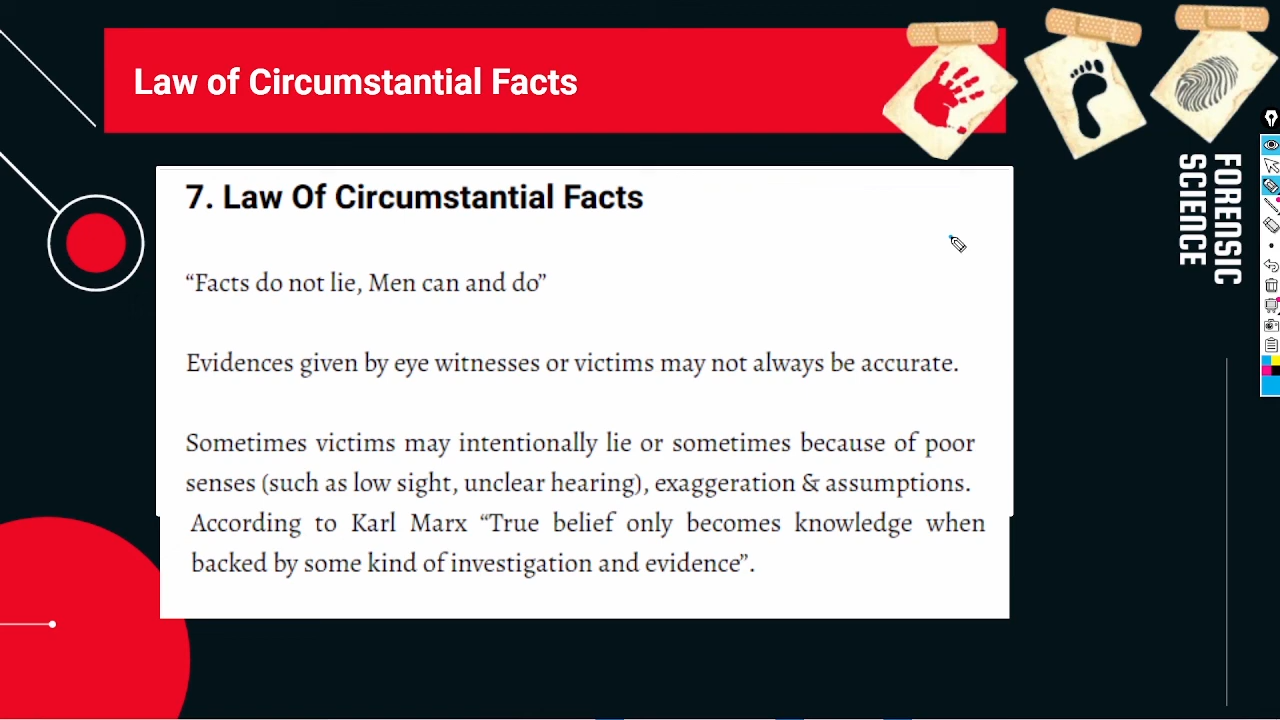 Law of Circumstantial Facts
7. Law Of Circumstantial Facts
“Facts do not lie, Men can and do”
Evidences given by eye witnesses or victims may not always be accurate.
Sometimes victims may intentionally lie or sometimes because of poor
senses (such as low sight, unclear hearing), exaggeration & assumptions.
According to Karl Marx “True belief only becomes knowledge when
backed by some kind of investigation and evidence”.
FORENSIC
SCIENCE